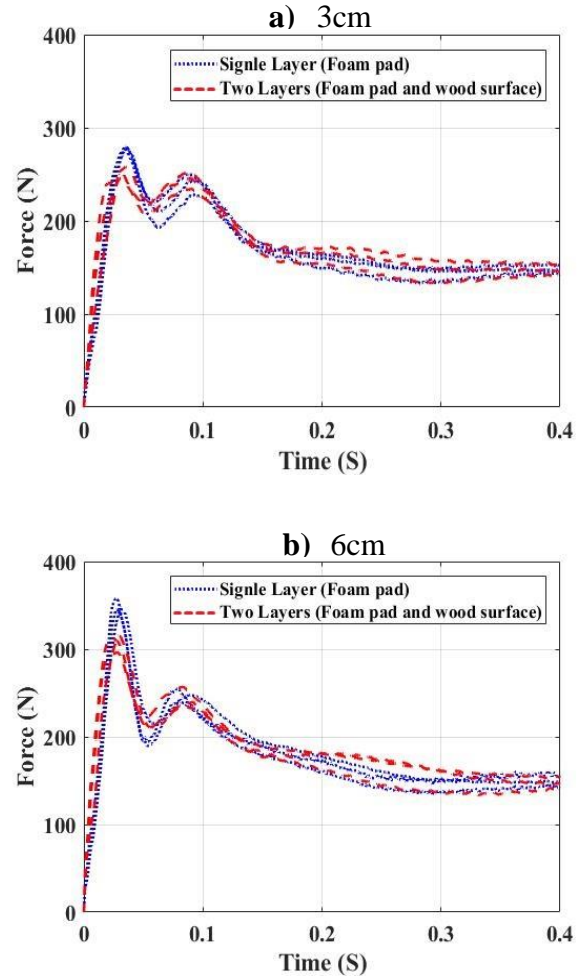 a) 3cm
400
Signle Layer (Foam pad)
Two Layers (Foam pad and wood surface)
300
200
100
0
Force (N)
0 0.1 0.2 0.3 0.4
Time (S)
b) 6cm
400
Signle Layer (Foam pad)
Two Layers (Foam pad and wood surface)
300
200
100
0
Force (N)
0 0.1 0.2 0.3 0.4
Time (S)